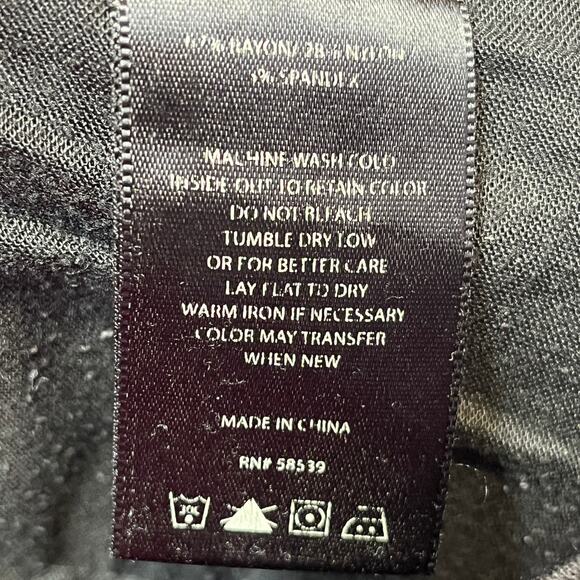 67% RAYON/ 28% NYLON/
5% SPANDEX
MACHINE WASH COLD
INSIDE OUT TO RETAIN COLOR
DO NOT BLEACH
TUMBLE DRY LOW
OR FOR BETTER CARE
LAY FLAT TO DRY
WARM IRON IF NECESSARY
COLOR MAY TRANSFER
WHEN NEW
MADE IN CHINA
RN# 58539